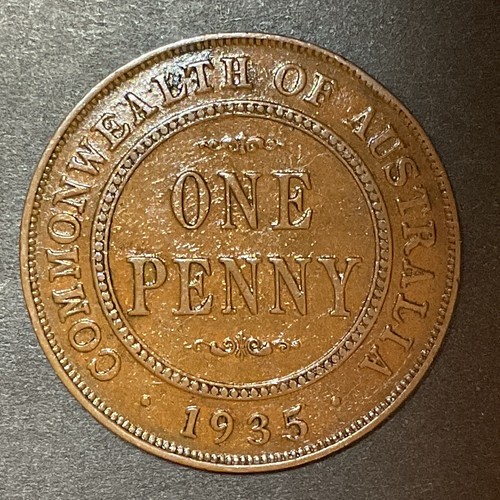 COMMONWEALTH OF AUSTRALIA
ONE
PENNY
· 1935 ·